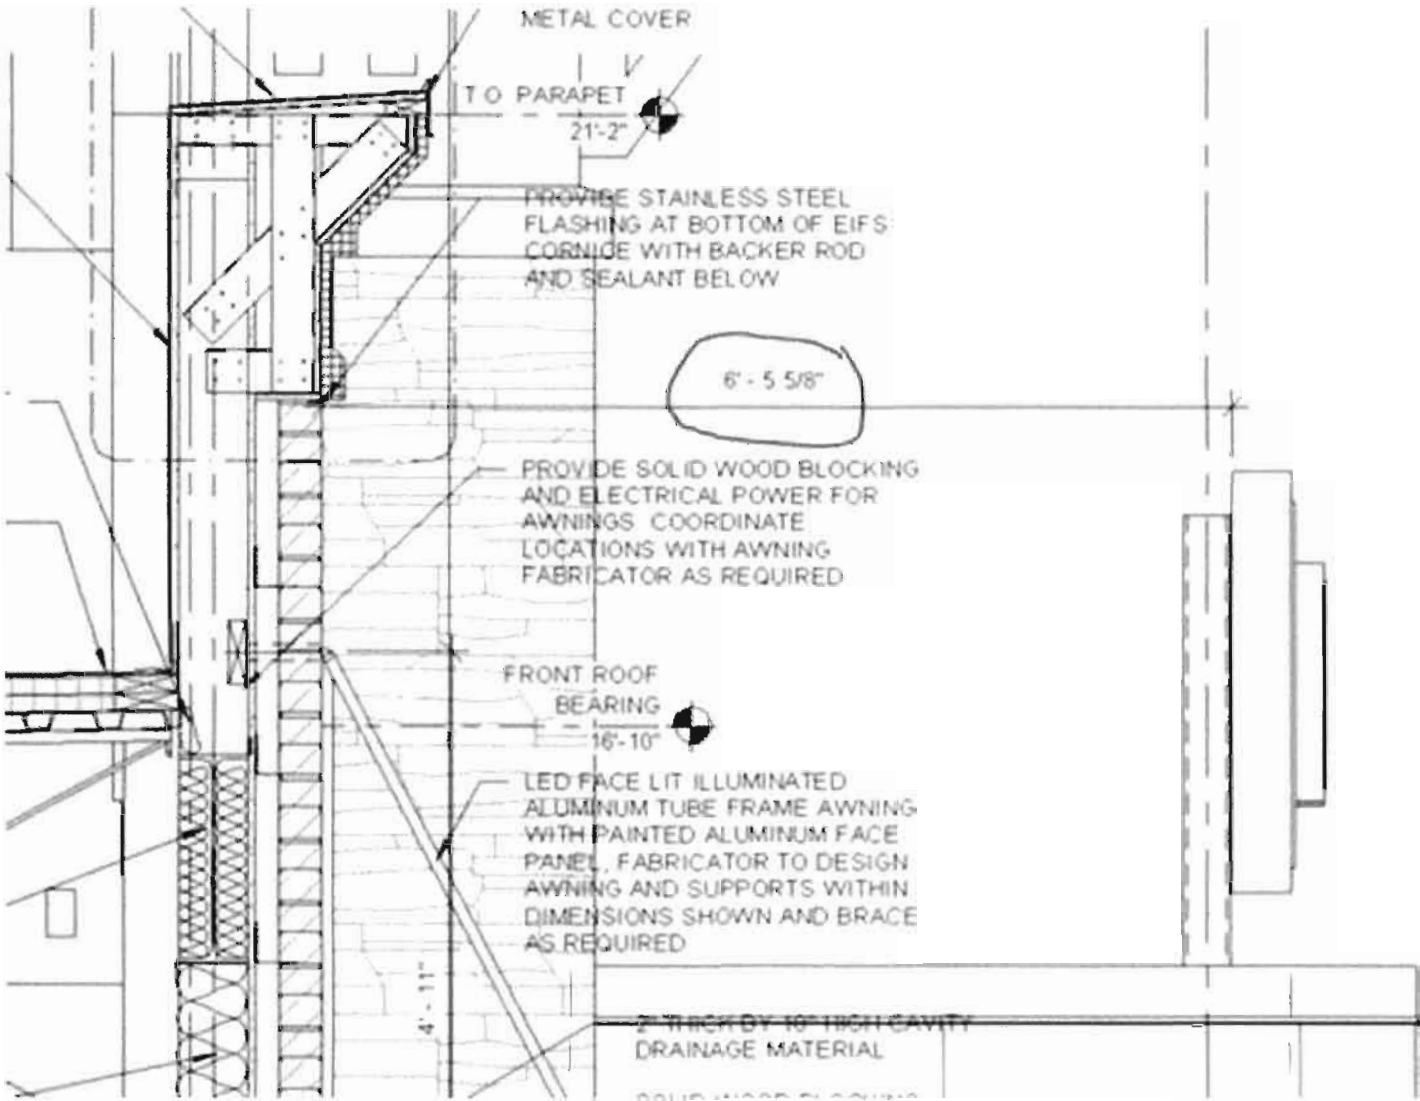 METAL COVER
T O PARAPET
21'-2"
PROVIDE STAINLESS STEEL
FLASHING AT BOTTOM OF EIFS
CORNICE WITH BACKER ROD
AND SEALANT BELOW
6' - 5 5/8"
PROVIDE SOLID WOOD BLOCKING
AND ELECTRICAL POWER FOR
AWNINGS COORDINATE
LOCATIONS WITH AWNING
FABRICATOR AS REQUIRED
FRONT ROOF
BEARING
16'-10"
LED FACE LIT ILLUMINATED
ALUMINUM TUBE FRAME AWNING
WITH PAINTED ALUMINUM FACE
PANEL, FABRICATOR TO DESIGN
AWNING AND SUPPORTS WITHIN
DIMENSIONS SHOWN AND BRACE
AS REQUIRED
4' - 11"
2" THICK BY 10" HIGH CAVITY
DRAINAGE MATERIAL